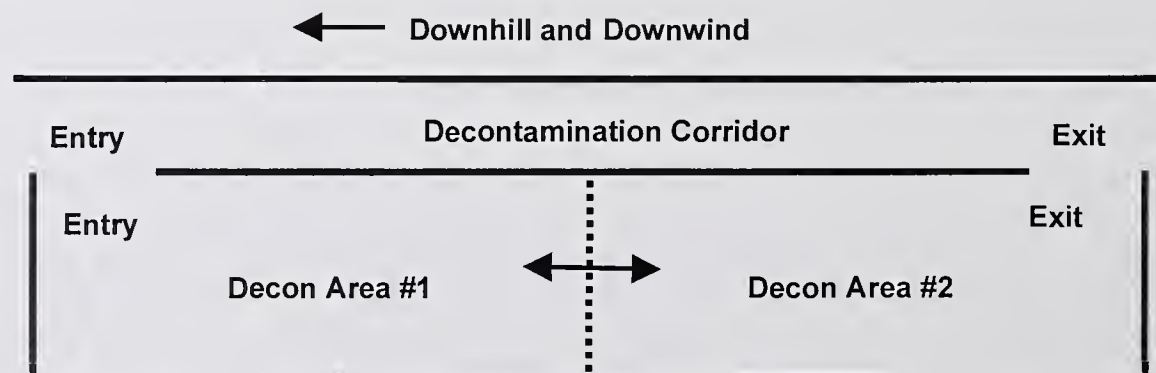 Downhill and Downwind
Entry Decontamination Corridor Exit
Entry Exit
Decon Area #1 Decon Area #2